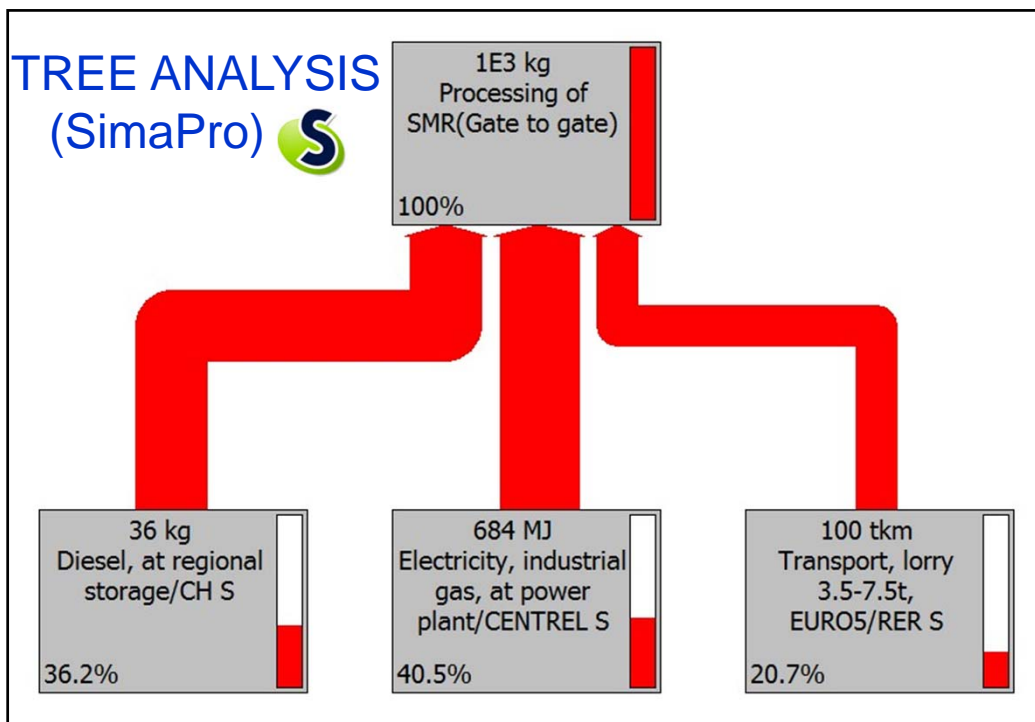 TREE ANALYSIS
(SimaPro) S
1E3 kg
Processing of
SMR(Gate to gate)
100%
36 kg
Diesel, at regional
storage/CH S
36.2%
684 MJ
Electricity, industrial
gas, at power
plant/CENTREL S
40.5%
100 tkm
Transport, lorry
3.5-7.5t,
EURO5/RER S
20.7%